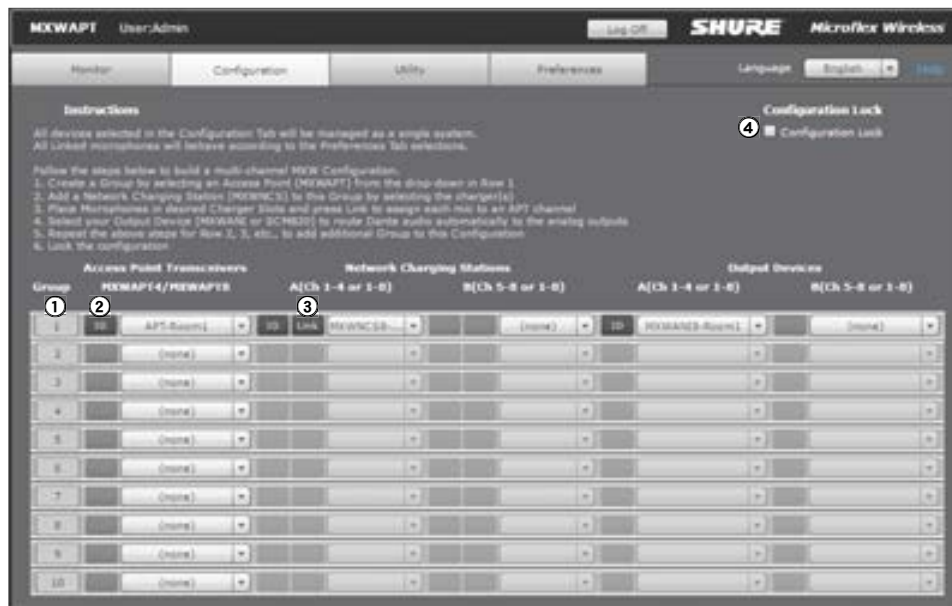 MXWAPT User:Admin Log Off SHURE Microflex Wireless
Monitor Configuration Utility Preferences Language English Help
Instructions
Configuration Lock
④ Configuration Lock
All devices selected in the Configuration Tab will be managed as a single system.
All Linked microphones will behave according to the Preferences Tab selections.
Follow the steps below to build a multi-channel MXW Configuration.
1. Create a Group by selecting an Access Point (MXWAPT) from the drop-down in Row 1
2. Add a Network Charging Station (MXWNCS) to this Group by selecting the charger(s)
3. Place Microphones in desired Charger Slots and press Link to assign each mic to an APT channel
4. Select your Output Device (MXWANI or SCM820) to route Dante audio automatically to the analog outputs
5. Repeat the above steps for Row 2, 3, etc., to add additional Group to this Configuration
6. Lock the configuration
Access Point Transceivers Network Charging Stations Output Devices
Group MXWAPT4/MXWAPT8 A(Ch 1-4 or 1-8) B(Ch 5-8 or 1-8) A(Ch 1-4 or 1-8) B(Ch 5-8 or 1-8)
① ② ③
1 ID APT-Room1 ID Link MXWNCS8-... (none) ID MXWANI8-Room1 (none)
2 (none)
3 (none)
4 (none)
5 (none)
6 (none)
7 (none)
8 (none)
9 (none)
10 (none)